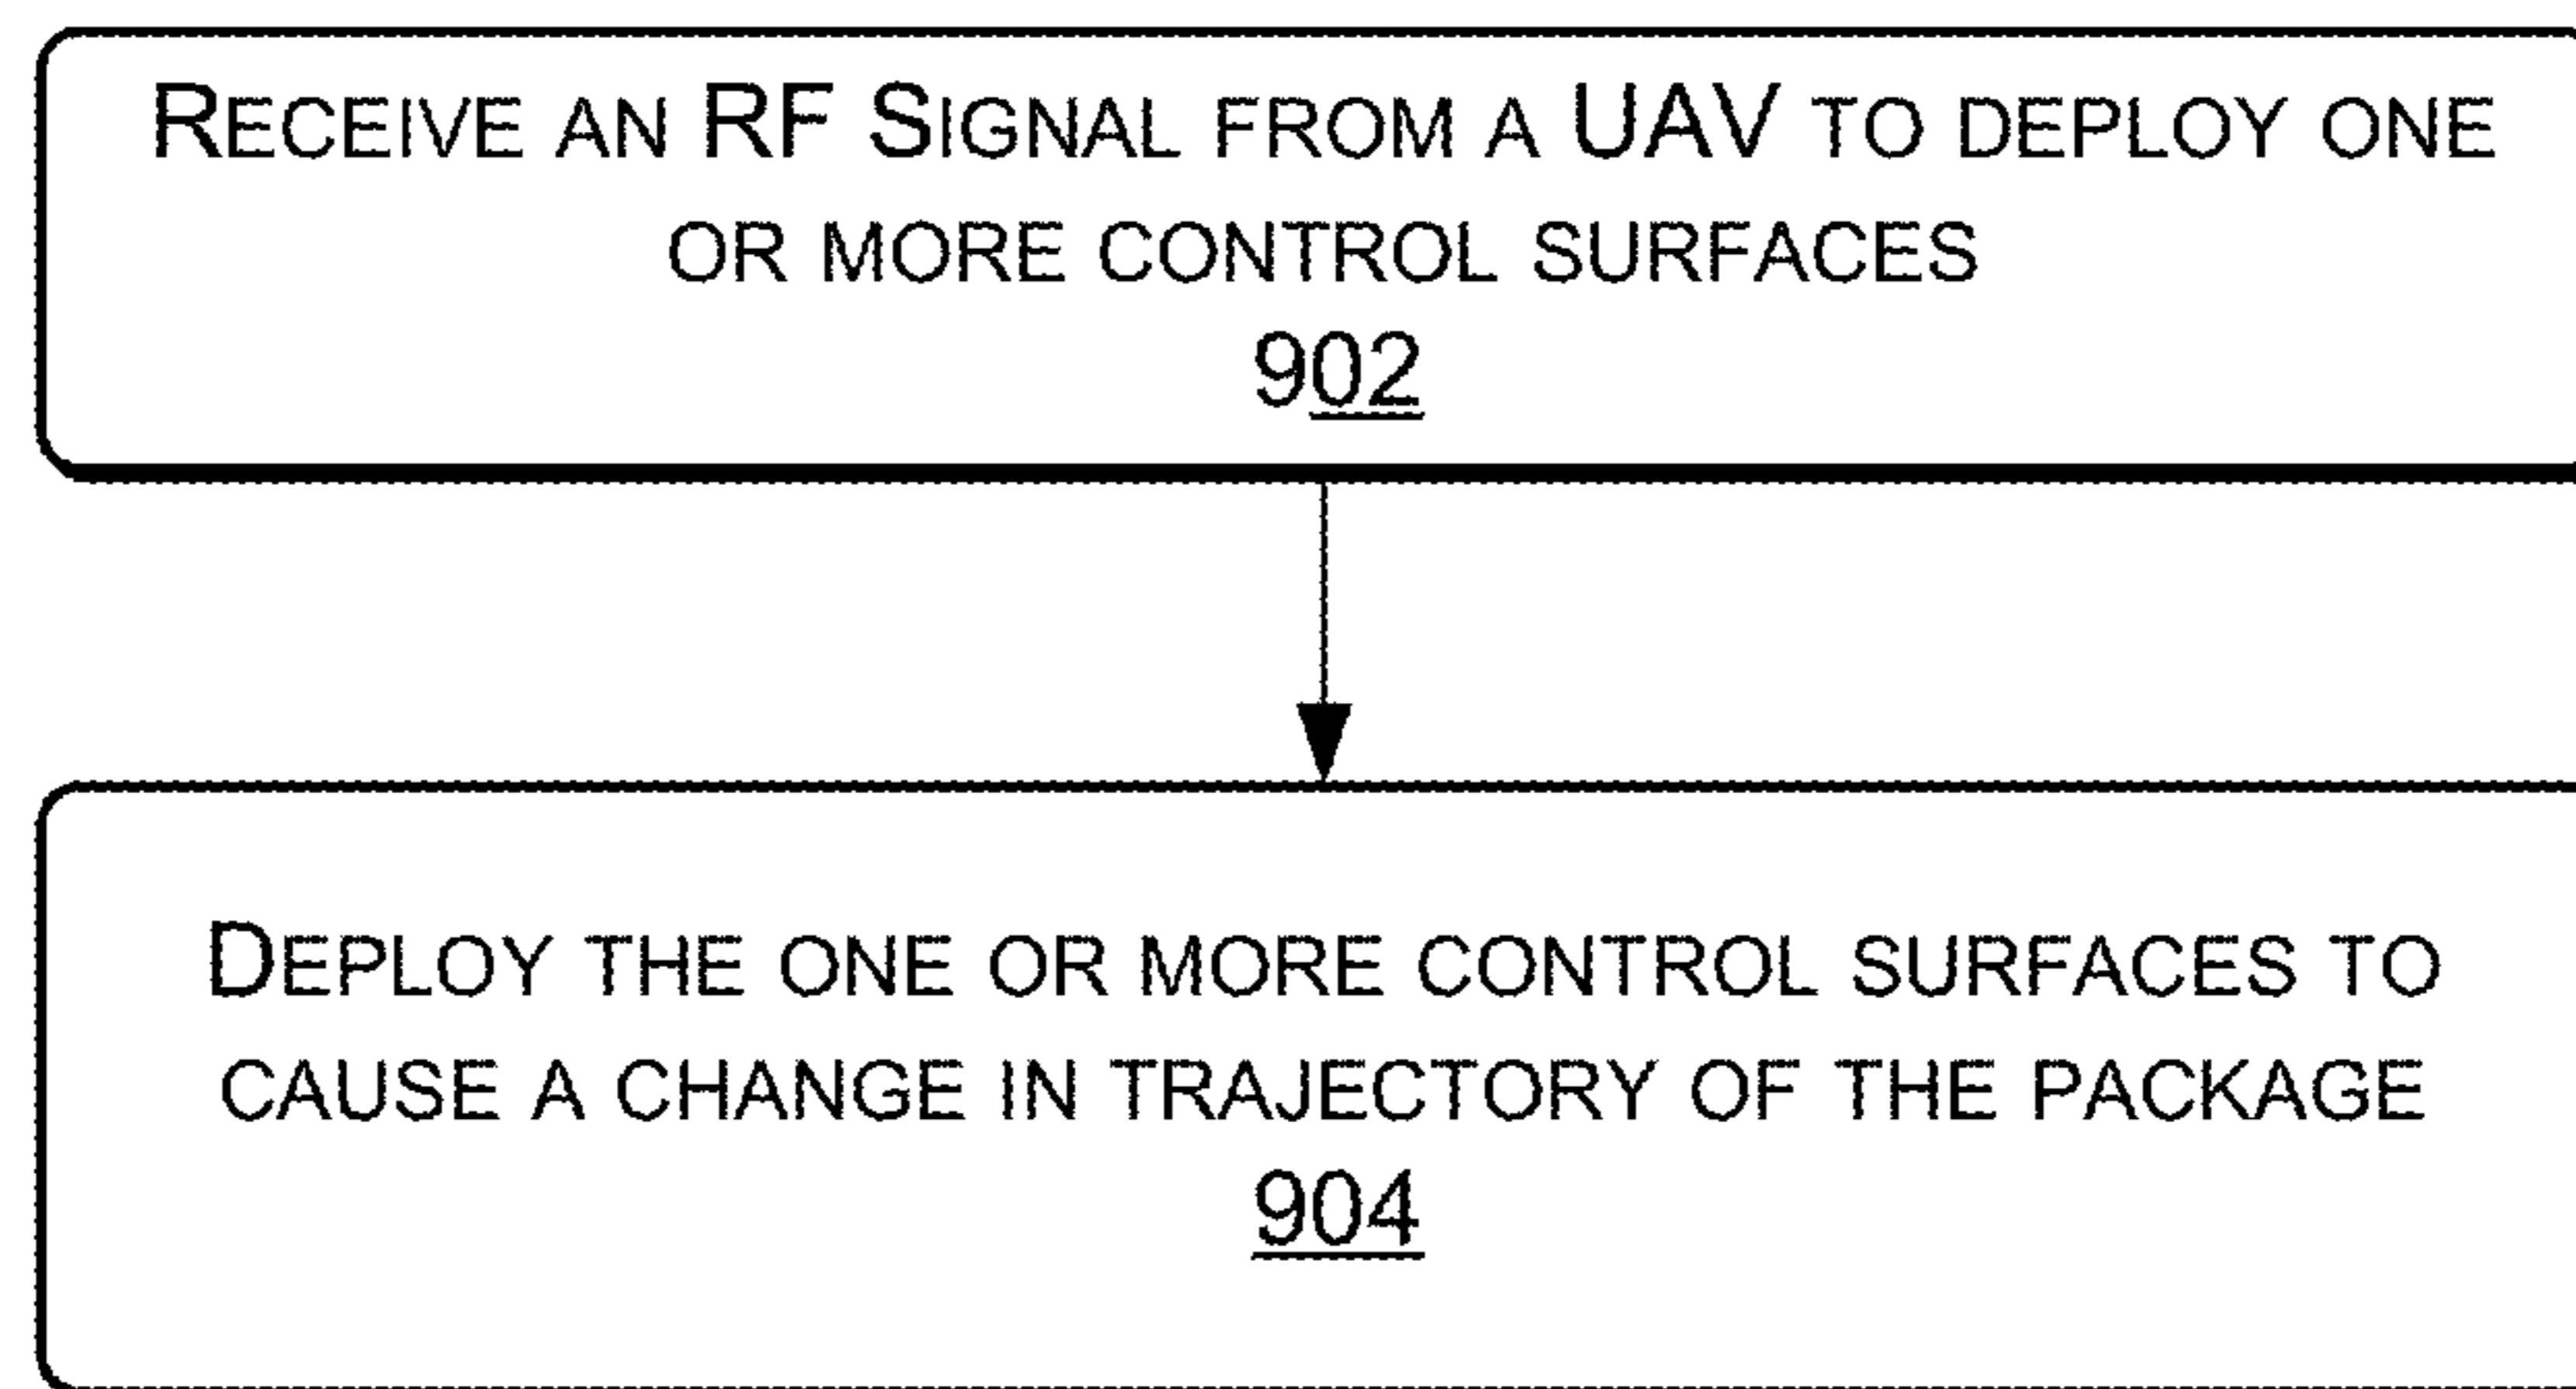 RECEIVE AN RF SIGNAL FROM A UAV TO DEPLOY ONE
OR MORE CONTROL SURFACES
902
DEPLOY THE ONE OR MORE CONTROL SURFACES TO
CAUSE A CHANGE IN TRAJECTORY OF THE PACKAGE
904